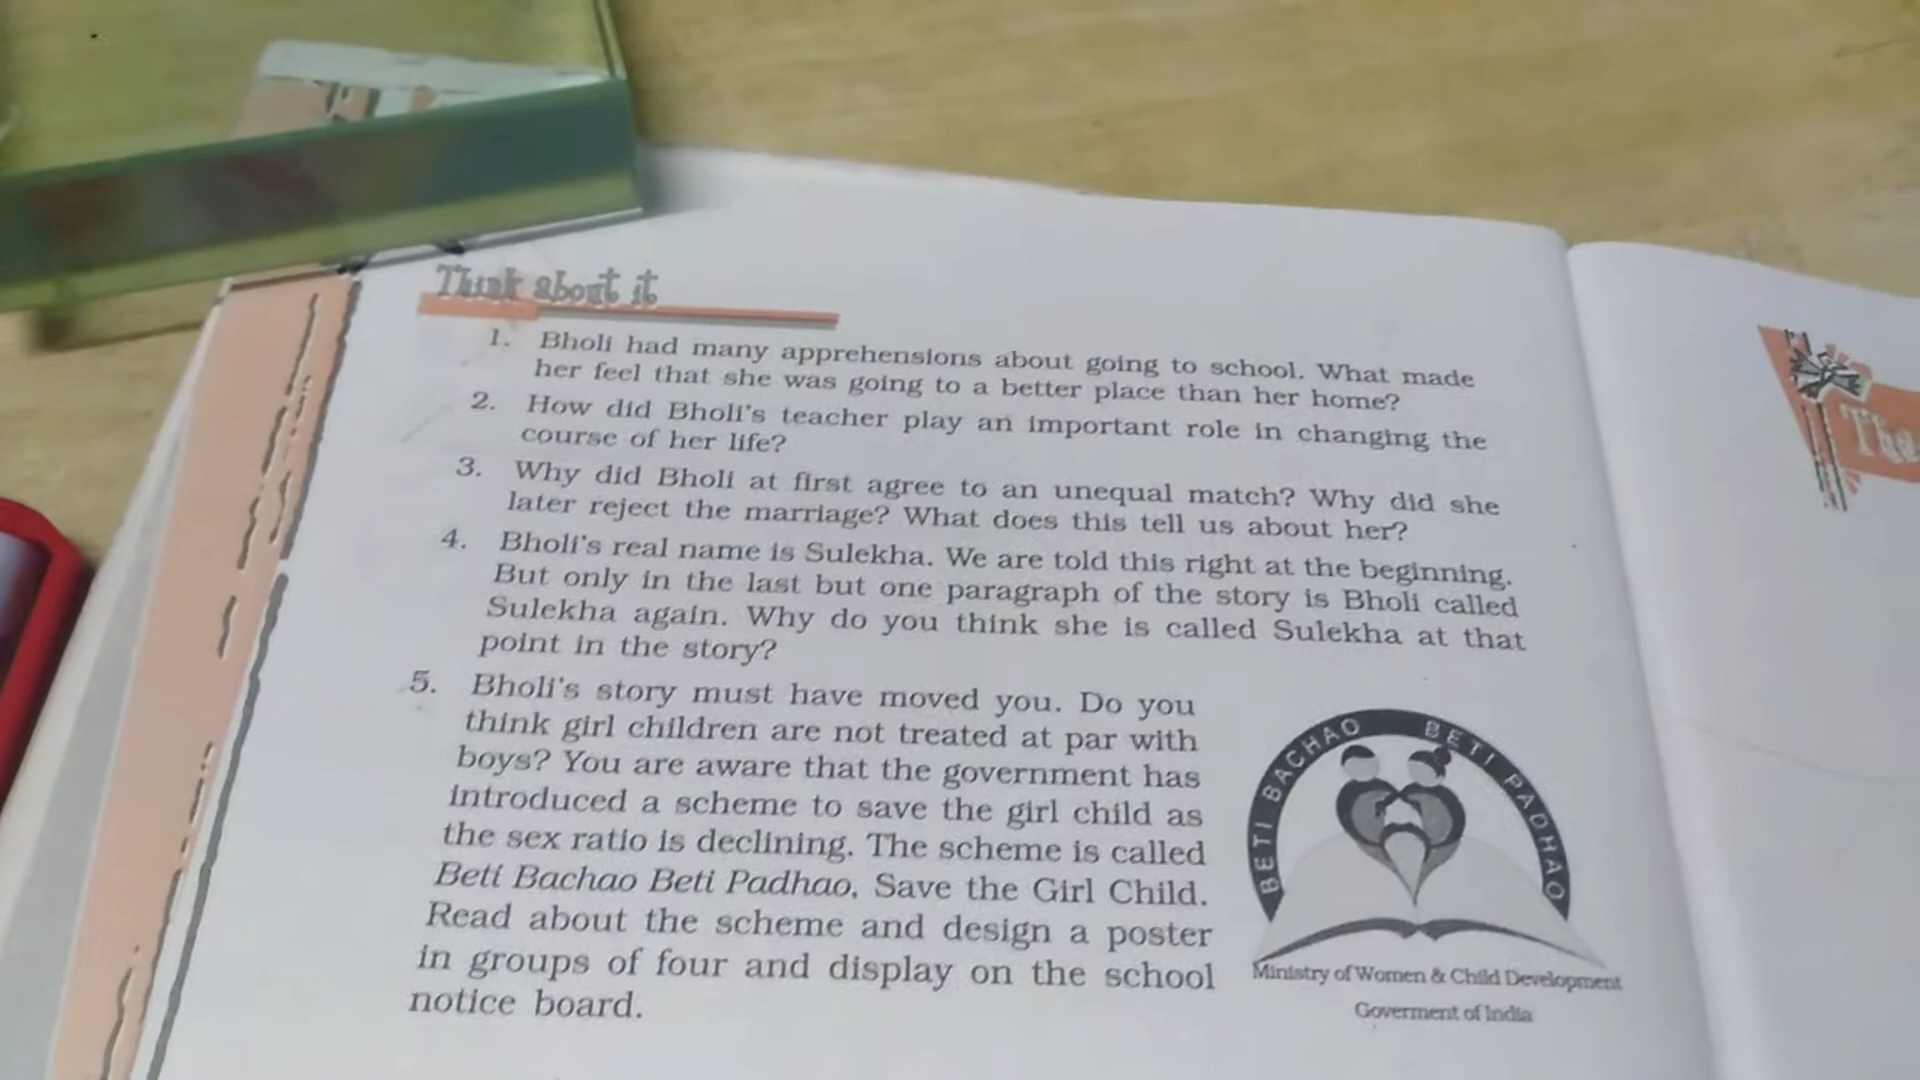 Think about it
1. Bholi had many apprehensions about going to school. What made
her feel that she was going to a better place than her home?
2. How did Bholi's teacher play an important role in changing the
course of her life?
3. Why did Bholi at first agree to an unequal match? Why did she
later reject the marriage? What does this tell us about her?
4. Bholi's real name is Sulekha. We are told this right at the beginning.
But only in the last but one paragraph of the story is Bholi called
Sulekha again. Why do you think she is called Sulekha at that
point in the story?
5. Bholi's story must have moved you. Do you
think girl children are not treated at par with
boys? You are aware that the government has
introduced a scheme to save the girl child as
the sex ratio is declining. The scheme is called
Beti Bachao Beti Padhao, Save the Girl Child.
Read about the scheme and design a poster
in groups of four and display on the school
notice board.
BETI BACHAO BETI PADHAO
Ministry of Women & Child Development
Goverment of India